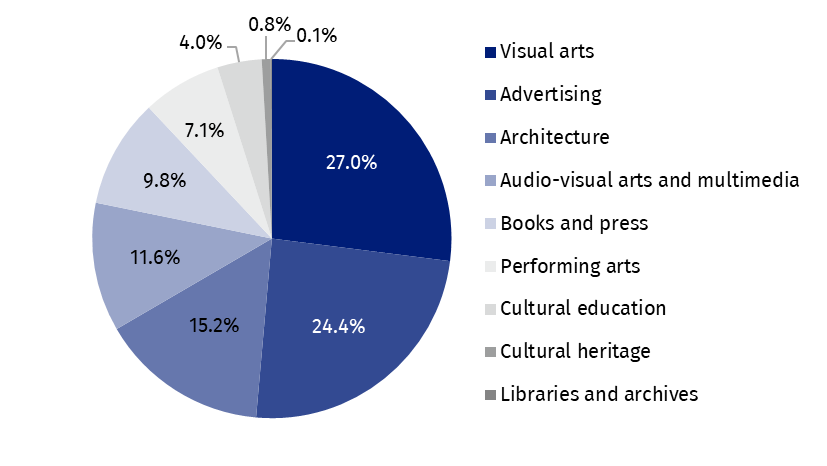 0.8%
0.1%
4.0%
7.1%
27.0%
9.8%
11.6%
15.2%
24.4%
Visual arts
Advertising
Architecture
Audio-visual arts and multimedia
Books and press
Performing arts
Cultural education
Cultural heritage
Libraries and archives